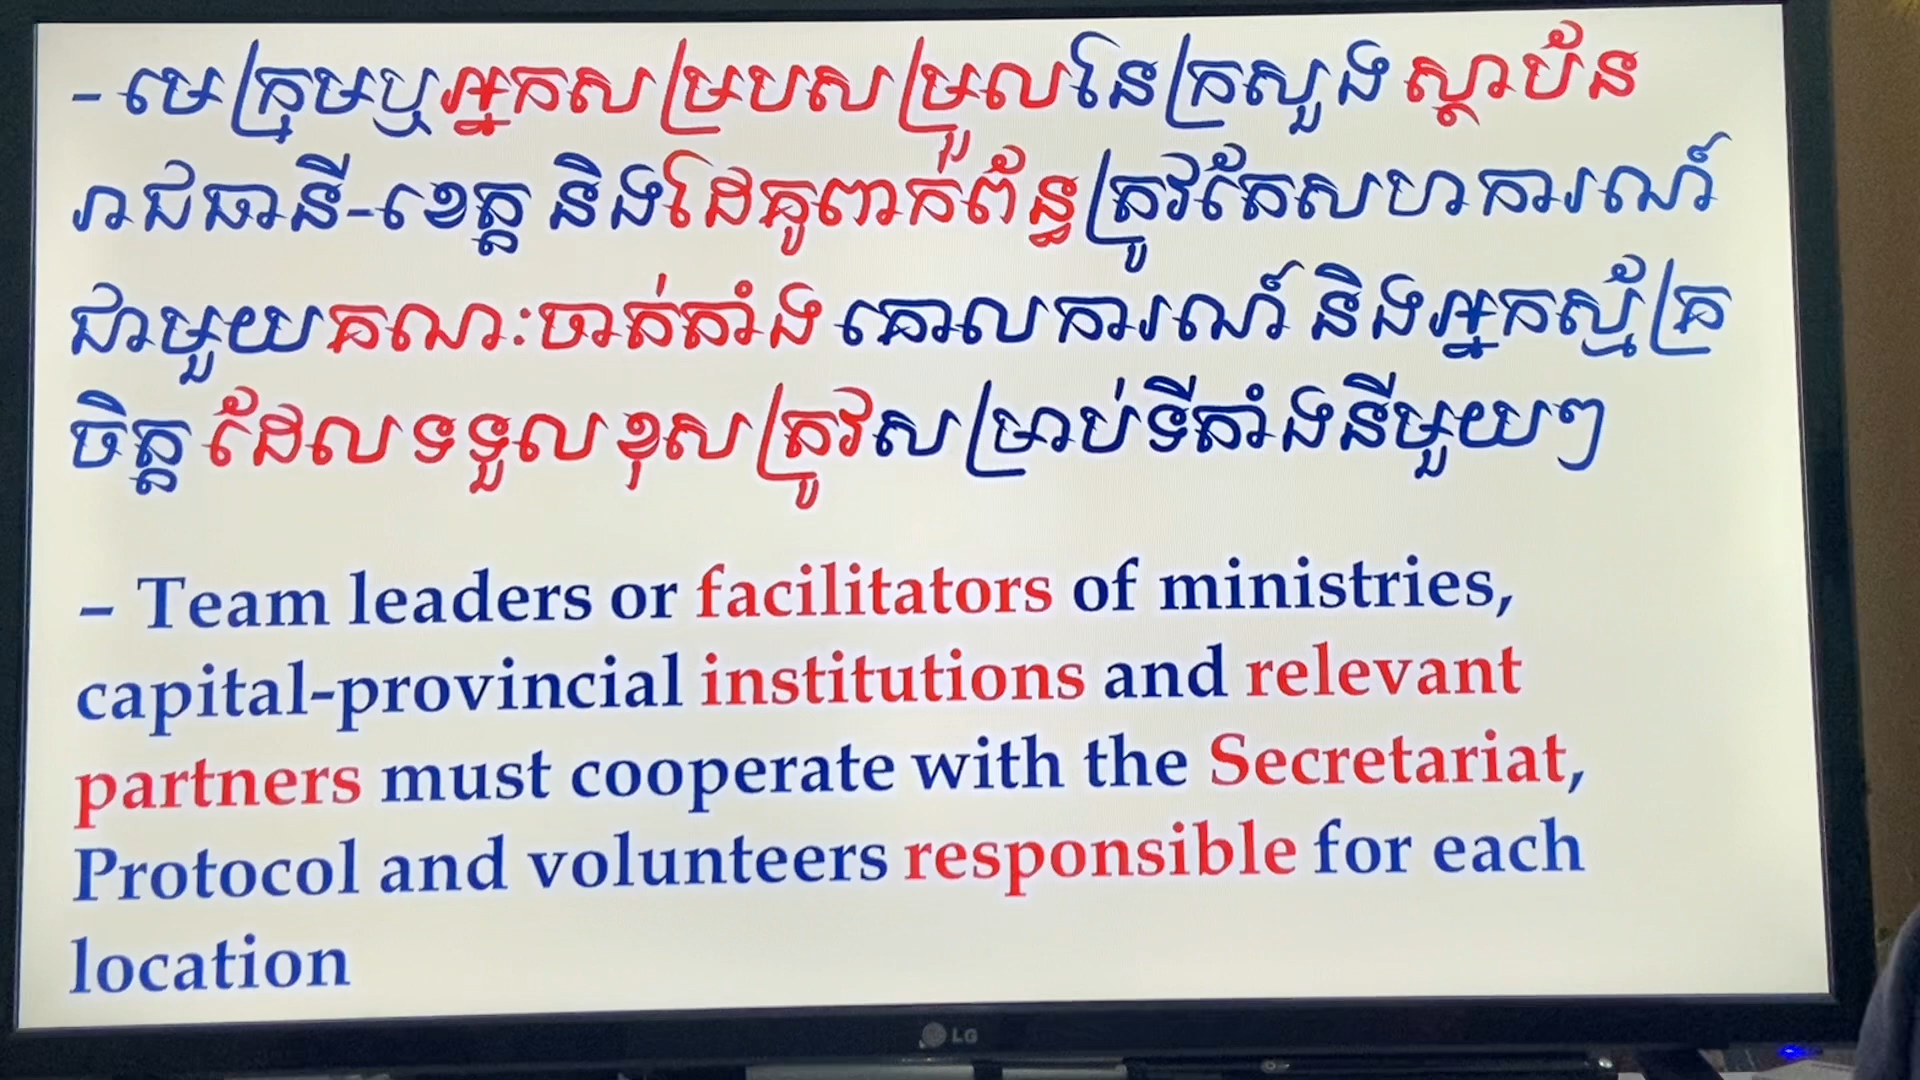 - មេក្រុមឬអ្នកសម្របសម្រួលនៃក្រសួង ស្ថាប័ន
រាជធានី-ខេត្ត និងដៃគូពាក់ព័ន្ធត្រូវតែសហការណ៍
ជាមួយគណៈចាត់តាំង គោលការណ៍ និងអ្នកស្ម័គ្រ
ចិត្ត ដែលទទួលខុសត្រូវសម្រាប់ទីតាំងនីមួយៗ
– Team leaders or facilitators of ministries,
capital-provincial institutions and relevant
partners must cooperate with the Secretariat,
Protocol and volunteers responsible for each
location
LG